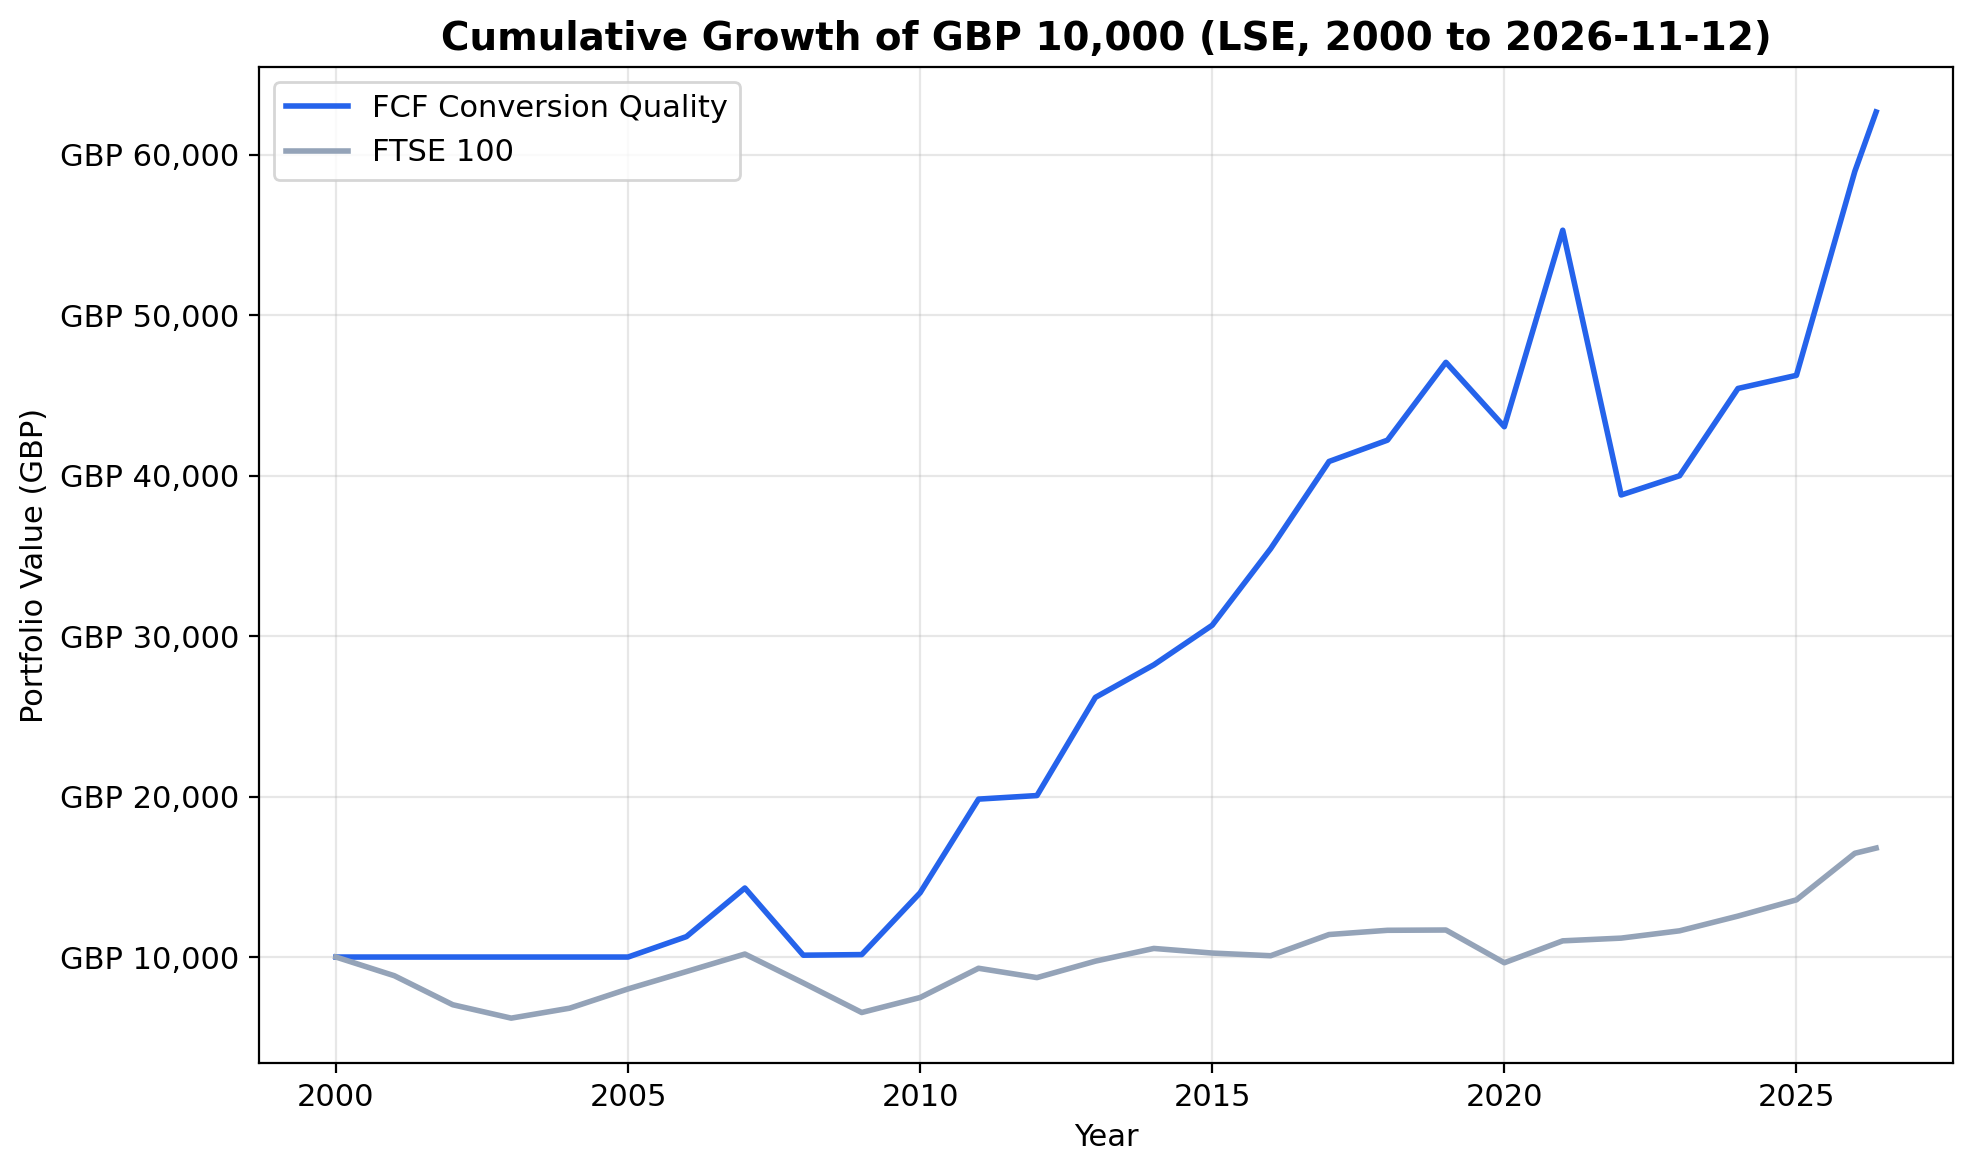 Cumulative Growth of GBP 10,000 (LSE, 2000 to 2026-11-12)
FCF Conversion Quality
FTSE 100
GBP 60,000
GBP 50,000
GBP 40,000
GBP 30,000
GBP 20,000
GBP 10,000
Portfolio Value (GBP)
2000
2005
2010
2015
2020
2025
Year